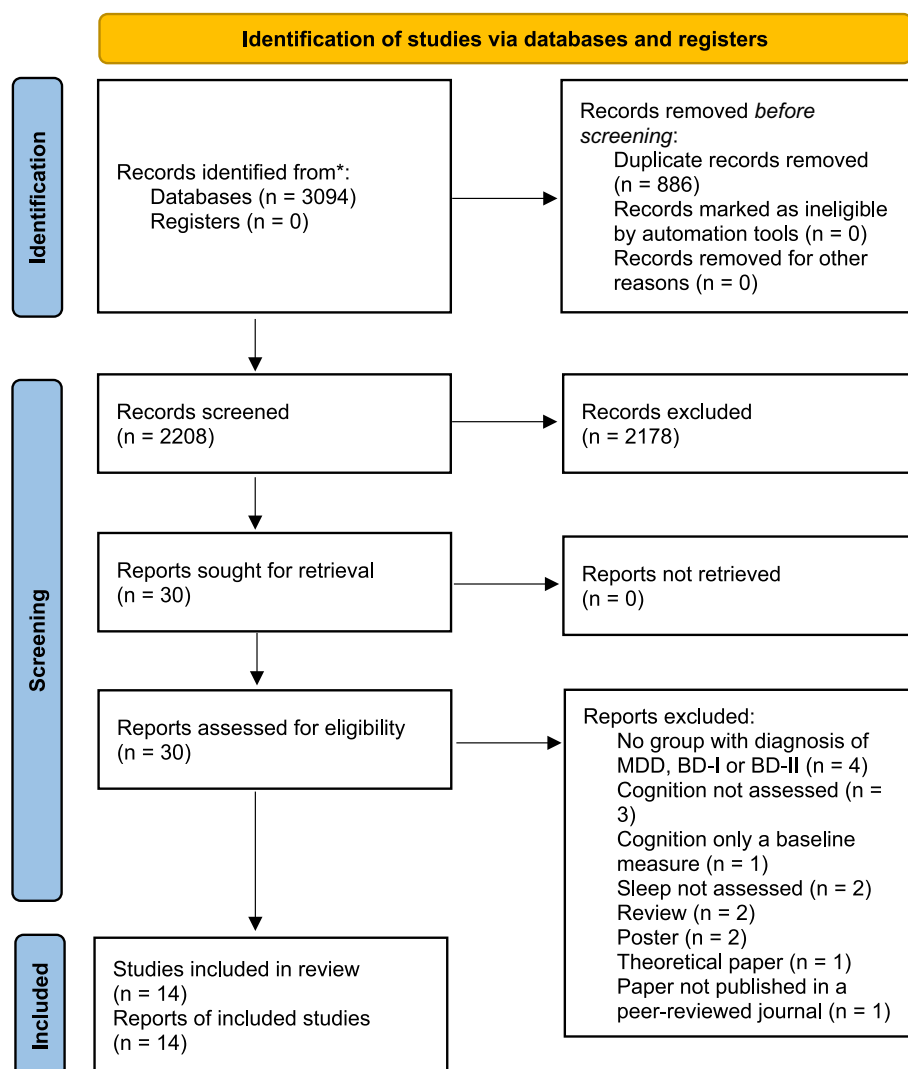 Identification of studies via databases and registers
Identification
Records identified from*:
Databases (n = 3094)
Registers (n = 0)
Records removed before
screening:
Duplicate records removed
(n = 886)
Records marked as ineligible
by automation tools (n = 0)
Records removed for other
reasons (n = 0)
Screening
Records screened
(n = 2208)
Records excluded
(n = 2178)
Reports sought for retrieval
(n = 30)
Reports not retrieved
(n = 0)
Reports assessed for eligibility
(n = 30)
Reports excluded:
No group with diagnosis of
MDD, BD-I or BD-II (n = 4)
Cognition not assessed (n =
3)
Cognition only a baseline
measure (n = 1)
Sleep not assessed (n = 2)
Review (n = 2)
Poster (n = 2)
Theoretical paper (n = 1)
Paper not published in a
peer-reviewed journal (n = 1)
Included
Studies included in review
(n = 14)
Reports of included studies
(n = 14)